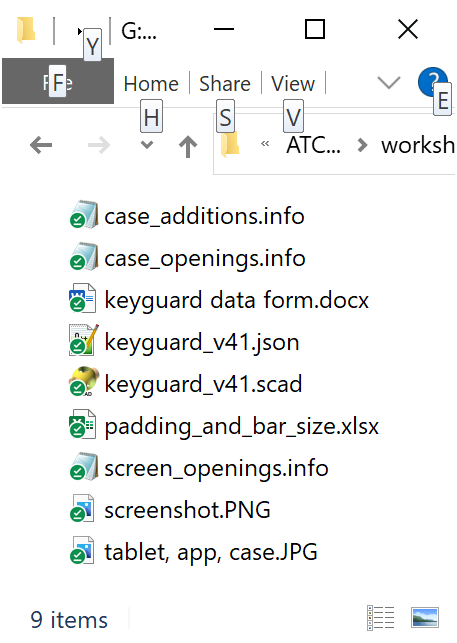 G:...
Y
F
Home Share View
?
E
H S V
« ATC... > worksh
case_additions.info
case_openings.info
keyguard data form.docx
keyguard_v41.json
keyguard_v41.scad
padding_and_bar_size.xlsx
screen_openings.info
screenshot.PNG
tablet, app, case.JPG
9 items